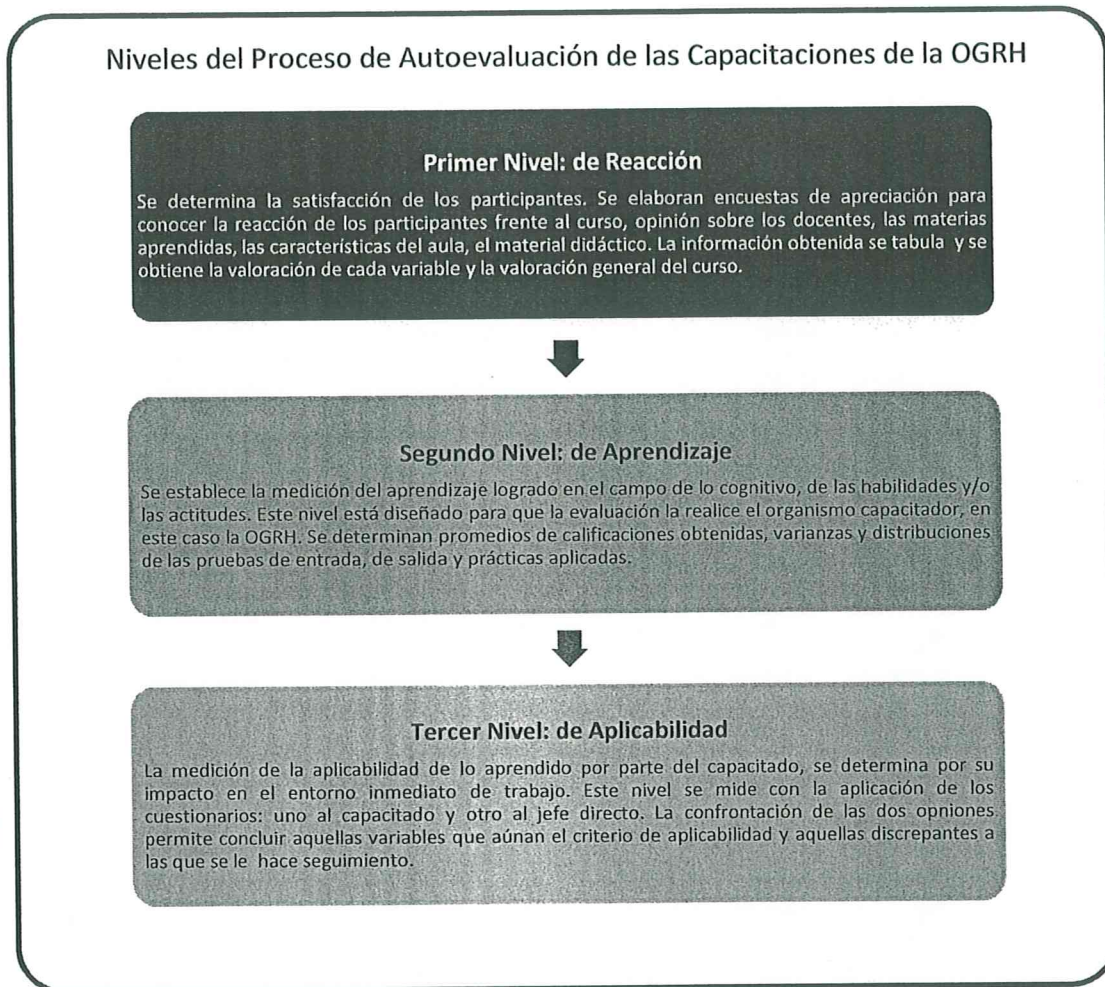 Niveles del Proceso de Autoevaluación de las Capacitaciones de la OGRH
Primer Nivel: de Reacción
Se determina la satisfacción de los participantes. Se elaboran encuestas de apreciación para
conocer la reacción de los participantes frente al curso, opinión sobre los docentes, las materias
aprendidas, las características del aula, el material didáctico. La información obtenida se tabula y se
obtiene la valoración de cada variable y la valoración general del curso.
Segundo Nivel: de Aprendizaje
Se establece la medición del aprendizaje logrado en el campo de lo cognitivo, de las habilidades y/o
las actitudes. Este nivel está diseñado para que la evaluación la realice el organismo capacitador, en
este caso la OGRH. Se determinan promedios de calificaciones obtenidas, varianzas y distribuciones
de las pruebas de entrada, de salida y prácticas aplicadas.
Tercer Nivel: de Aplicabilidad
La medición de la aplicabilidad de lo aprendido por parte del capacitado, se determina por su
impacto en el entorno inmediato de trabajo. Este nivel se mide con la aplicación de los
cuestionarios: uno al capacitado y otro al jefe directo. La confrontación de las dos opniones
permite concluir aquellas variables que aúnan el criterio de aplicabilidad y aquellas discrepantes a
las que se le hace seguimiento.